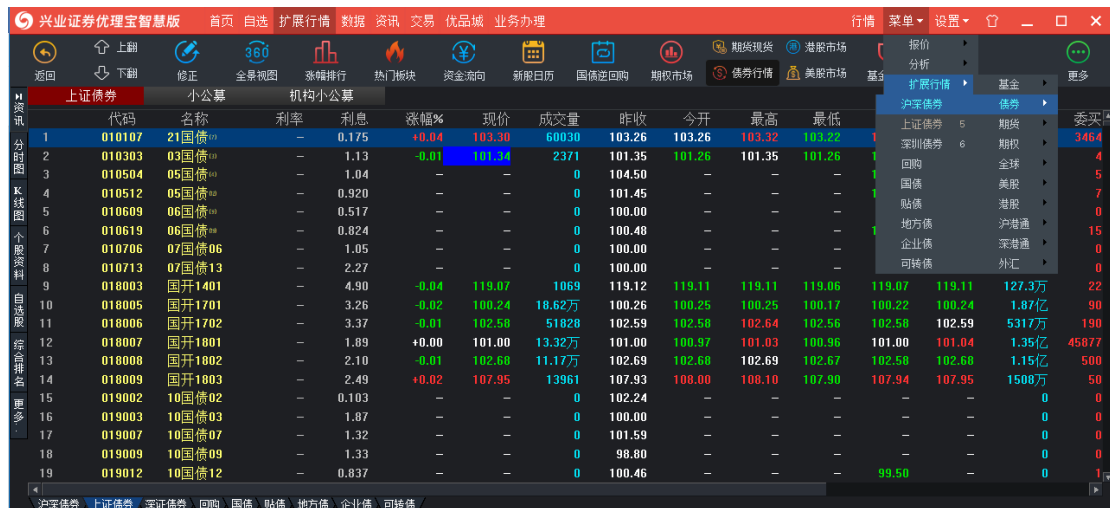 兴业证券优理宝智慧版 首页 自选 扩展行情 数据 资讯 交易 优品城 业务办理 行情 菜单 设置
上翻 期货现货 港股市场
返回 下翻 修正 全景视图 涨幅排行 热门板块 资金流向 新股日历 国债逆回购 期权市场 债券行情 美股市场 更多
上证债券 小公募 机构小公募
代码 名称 利率 利息 涨幅% 现价 成交量 昨收 今开 最高 最低 委买
1 010107 21国债(7) – 0.175 +0.04 103.30 60030 103.26 103.26 103.32 103.22 3464
2 010303 03国债 – 1.13 -0.01 101.34 2371 101.35 101.26 101.35 101.26 4
3 010504 05国债 – 1.04 – – 0 104.50 – – – 5
4 010512 05国债 – 0.920 – – 0 101.45 – – – 7
5 010609 06国债 – 0.517 – – 0 100.00 – – – 0
6 010619 06国债 – 0.824 – – 0 100.48 – – – 15
7 010706 07国债06 – 1.05 – – 0 100.00 – – – 0
8 010713 07国债13 – 2.27 – – 0 100.00 – – – 0
9 018003 国开1401 – 4.90 -0.04 119.07 1069 119.12 119.11 119.11 119.06 119.07 119.11 127.3万 22
10 018005 国开1701 – 3.26 -0.02 100.24 18.62万 100.26 100.25 100.25 100.17 100.22 100.24 1.87亿 90
11 018006 国开1702 – 3.37 -0.01 102.58 51828 102.59 102.58 102.64 102.56 102.58 102.59 5317万 190
12 018007 国开1801 – 1.89 +0.00 101.00 13.32万 101.00 100.97 101.03 100.96 101.00 101.04 1.35亿 45877
13 018008 国开1802 – 2.10 -0.01 102.68 11.17万 102.69 102.68 102.69 102.67 102.58 102.68 1.15亿 500
14 018009 国开1803 – 2.49 +0.02 107.95 13961 107.93 108.00 108.10 107.90 107.94 107.95 1508万 50
15 019002 10国债02 – 0.103 – – 0 102.24 – – – – – 0 0
16 019003 10国债03 – 1.87 – – 0 100.00 – – – – – 0 0
17 019007 10国债07 – 1.32 – – 0 101.59 – – – – – 0 0
18 019009 10国债09 – 1.33 – – 0 98.80 – – – – – 0 0
19 019012 10国债12 – 0.837 – – 0 100.46 – – – 99.50 – 0 1
沪深债券 上证债券 深证债券 回购 国债 贴债 地方债 企业债 可转债
资讯
分时图
K线图
个股资料
自选股
综合排名
更多
报价
分析
扩展行情
基金
债券
期货
期权
全球
美股
港股
沪港通
深港通
外汇
沪深债券
上证债券 5
深圳债券 6
回购
国债
贴债
地方债
企业债
可转债